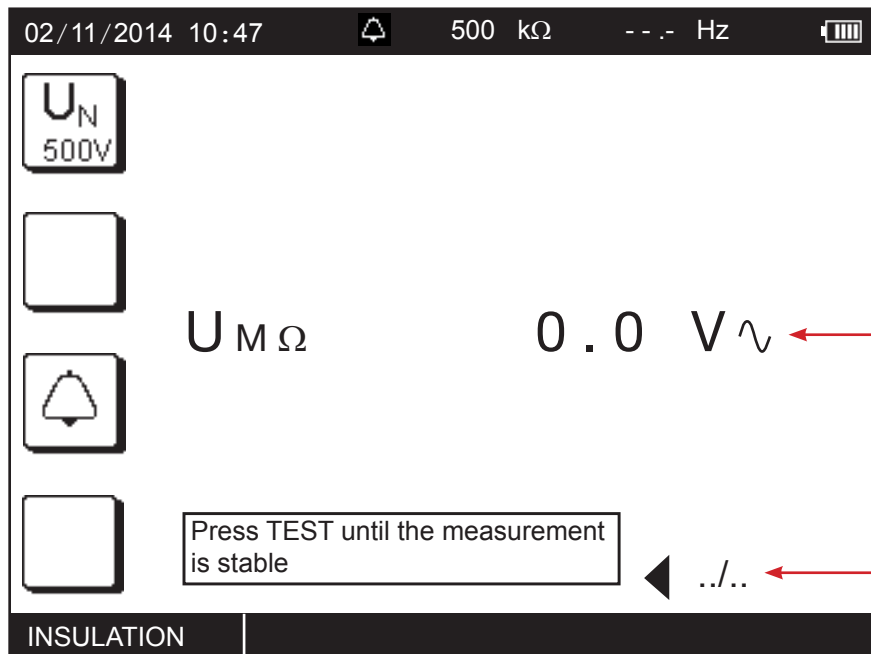 02/11/2014 10:47 500 kΩ - - .- Hz
U_N
500V
U MΩ 0.0 V
Press TEST until the measurement
is stable
../..
INSULATION